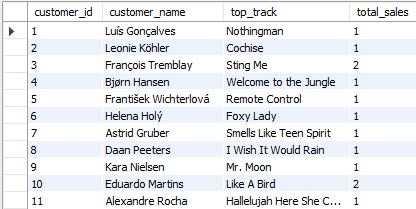 customer_id customer_name top_track total_sales
1 Luís Gonçalves Nothingman 1
2 Leonie Köhler Cochise 1
3 François Tremblay Sting Me 2
4 Bjørn Hansen Welcome to the Jungle 1
5 František Wichterlová Remote Control 1
6 Helena Holý Foxy Lady 1
7 Astrid Gruber Smells Like Teen Spirit 1
8 Daan Peeters I Wish It Would Rain 1
9 Kara Nielsen Mr. Moon 1
10 Eduardo Martins Like A Bird 2
11 Alexandre Rocha Hallelujah Here She C... 1